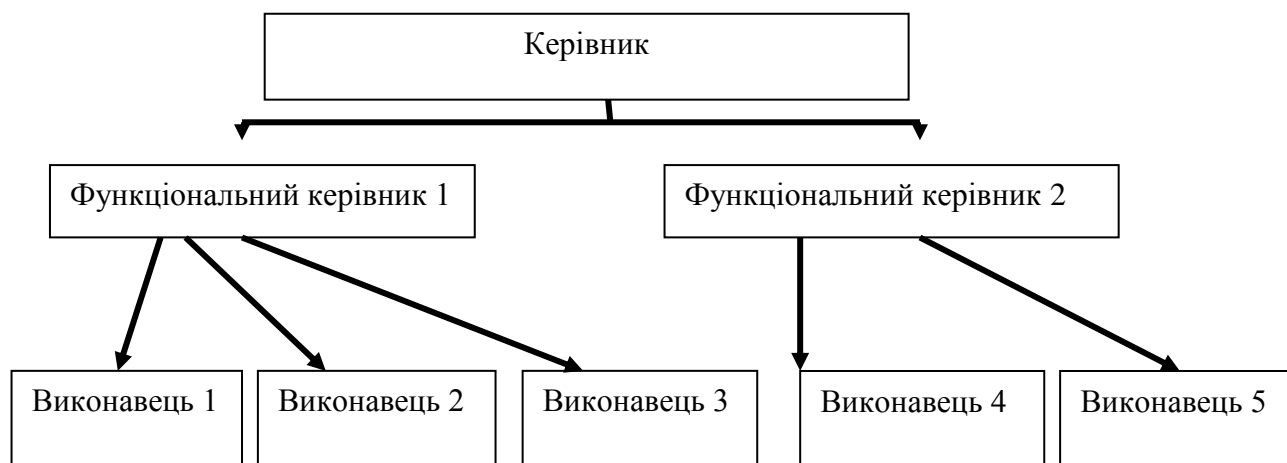 Керівник
Функціональний керівник 1
Функціональний керівник 2
Виконавець 1
Виконавець 2
Виконавець 3
Виконавець 4
Виконавець 5